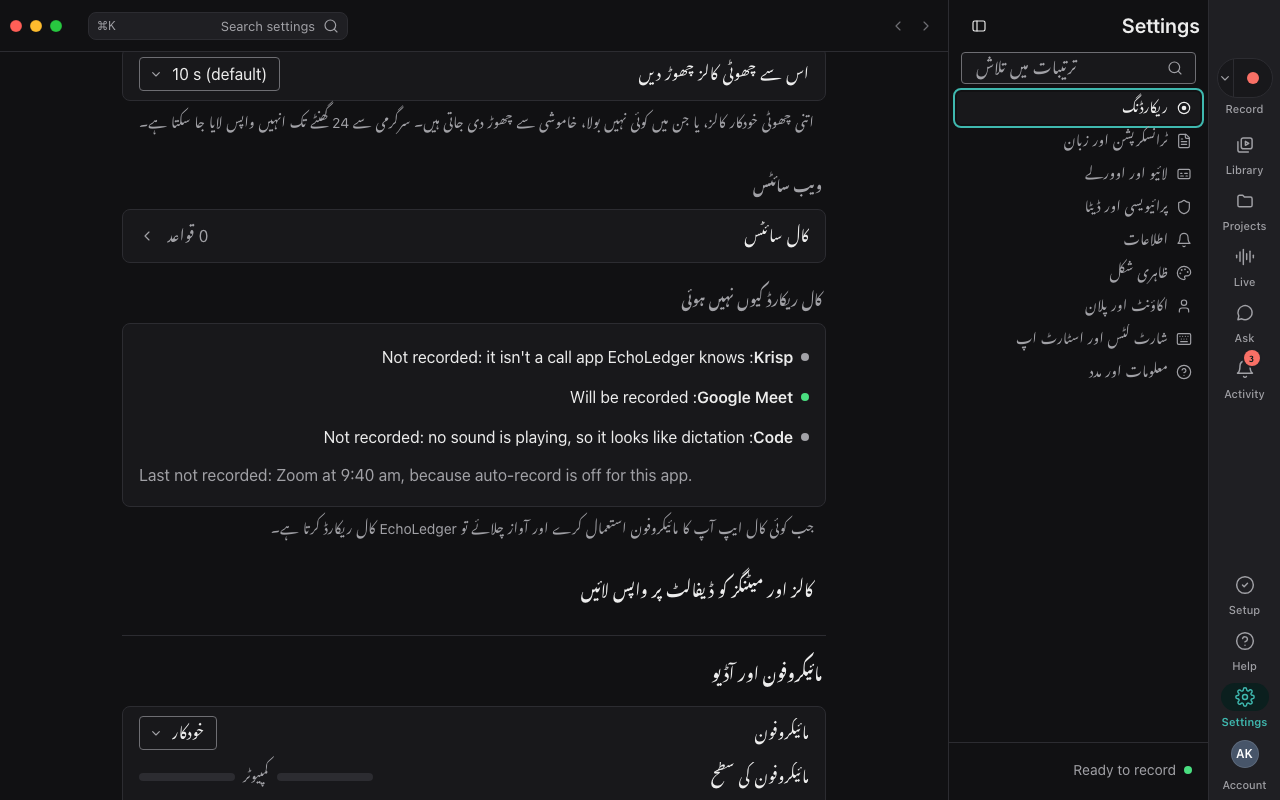 ⌘K
Search settings
Settings
ترتیبات میں تلاش
ریکارڈنگ
ٹرانسکرپشن اور زبان
لائیو اور اوورلے
پرائیویسی اور ڈیٹا
اطلاعات
ظاہری شکل
اکاؤنٹ اور پلان
شارٹ کٹس اور اسٹارٹ اپ
معلومات اور مدد
Ready to record
Record
Library
Projects
Live
Ask
3
Activity
Setup
Help
Settings
AK
Account
اس سے چھوٹی کالز چھوڑ دیں
10 s (default)
اتنی چھوٹی خودکار کالز، یا جن میں کوئی نہیں بولا، خاموشی سے چھوڑ دی جاتی ہیں۔ سرگرمی سے 24 گھنٹے تک انہیں واپس لایا جا سکتا ہے۔
ویب سائٹس
کال سائٹس
0 قواعد
کال ریکارڈ کیوں نہیں ہوئی
Krisp: Not recorded: it isn't a call app EchoLedger knows
Google Meet: Will be recorded
Code: Not recorded: no sound is playing, so it looks like dictation
Last not recorded: Zoom at 9:40 am, because auto-record is off for this app.
جب کوئی کال ایپ آپ کا مائیکروفون استعمال کرے اور آواز چلائے تو EchoLedger کال ریکارڈ کرتا ہے۔
کالز اور میٹنگز کو ڈیفالٹ پر واپس لائیں
مائیکروفون اور آڈیو
مائیکروفون
خودکار
مائیکروفون کی سطح
کمپیوٹر